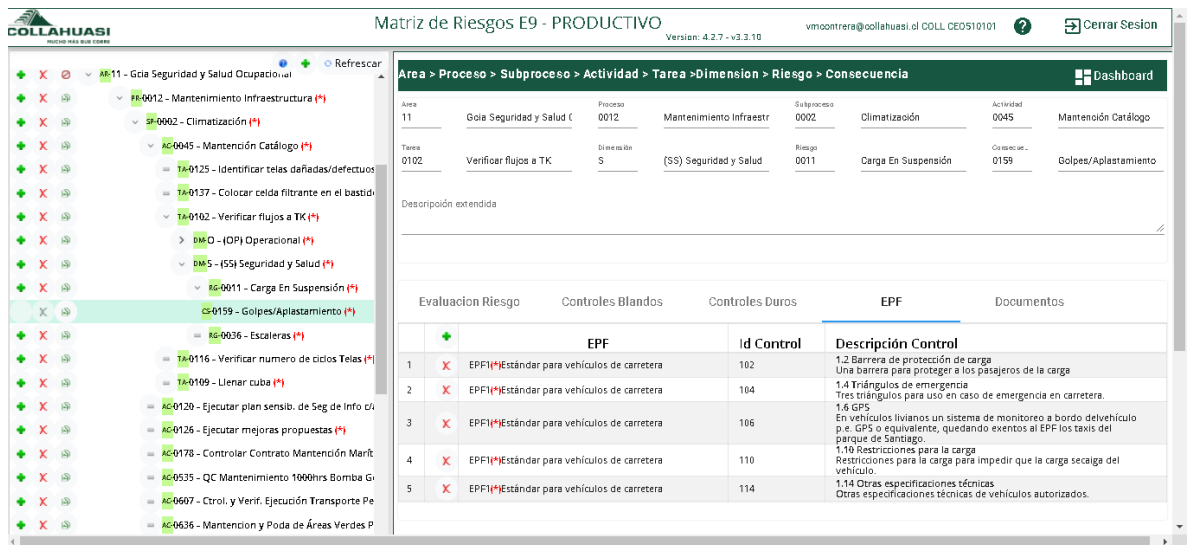 COLLAHUASI
MUCHO MÁS QUE COBRE
Matriz de Riesgos E9 - PRODUCTIVO
Version: 4.2.7 - v3.3.10
vmcontrera@collahuasi.cl COLL CE0510101
Cerrar Sesion
Refrescar
AR-11 - Gcia Seguridad y Salud Ocupacional
PR-0012 - Mantenimiento Infraestructura (*)
SP-0002 - Climatización (*)
AC-0045 - Mantención Catálogo (*)
TA-0125 - Identificar telas dañadas/defectuos
TA-0137 - Colocar celda filtrante en el bastid
TA-0102 - Verificar flujos a TK (*)
DM-O - (OP) Operacional (*)
DM-S - (SS) Seguridad y Salud (*)
RG-0011 - Carga En Suspensión (*)
CS-0159 - Golpes/Aplastamiento (*)
RG-0036 - Escaleras (*)
TA-0116 - Verificar numero de ciclos Telas (*
TA-0109 - Llenar cuba (*)
AC-0120 - Ejecutar plan sensib. de Seg de Info c/
AC-0126 - Ejecutar mejoras propuestas (*)
AC-0178 - Controlar Contrato Mantención Marít
AC-0535 - QC Mantenimiento 1000hrs Bomba G
AC-0607 - Ctrol. y Verif. Ejecución Transporte Pe
AC-0636 - Mantencion y Poda de Áreas Verdes P
Area > Proceso > Subproceso > Actividad > Tarea >Dimension > Riesgo > Consecuencia
Dashboard
Area Proceso Subproceso Actividad
11 Gcia Seguridad y Salud O 0012 Mantenimiento Infraestr 0002 Climatización 0045 Mantención Catálogo
Tarea Dimensión Riesgo Consecue...
0102 Verificar flujos a TK S (SS) Seguridad y Salud 0011 Carga En Suspensión 0159 Golpes/Aplastamiento
Descripción extendida
Evaluacion Riesgo Controles Blandos Controles Duros EPF Documentos
EPF Id Control Descripción Control
1 EPF1(*)Estándar para vehículos de carretera 102 1.2 Barrera de protección de carga
Una barrera para proteger a los pasajeros de la carga
2 EPF1(*)Estándar para vehículos de carretera 104 1.4 Triángulos de emergencia
Tres triángulos para uso en caso de emergencia en carretera.
3 EPF1(*)Estándar para vehículos de carretera 106 1.6 GPS
En vehículos livianos un sistema de monitoreo a bordo delvehículo
p.e. GPS o equivalente, quedando exentos al EPF los taxis del
parque de Santiago.
4 EPF1(*)Estándar para vehículos de carretera 110 1.10 Restricciones para la carga
Restricciones para la carga para impedir que la carga secaiga del
vehículo.
5 EPF1(*)Estándar para vehículos de carretera 114 1.14 Otras especificaciones técnicas
Otras especificaciones técnicas de vehículos autorizados.